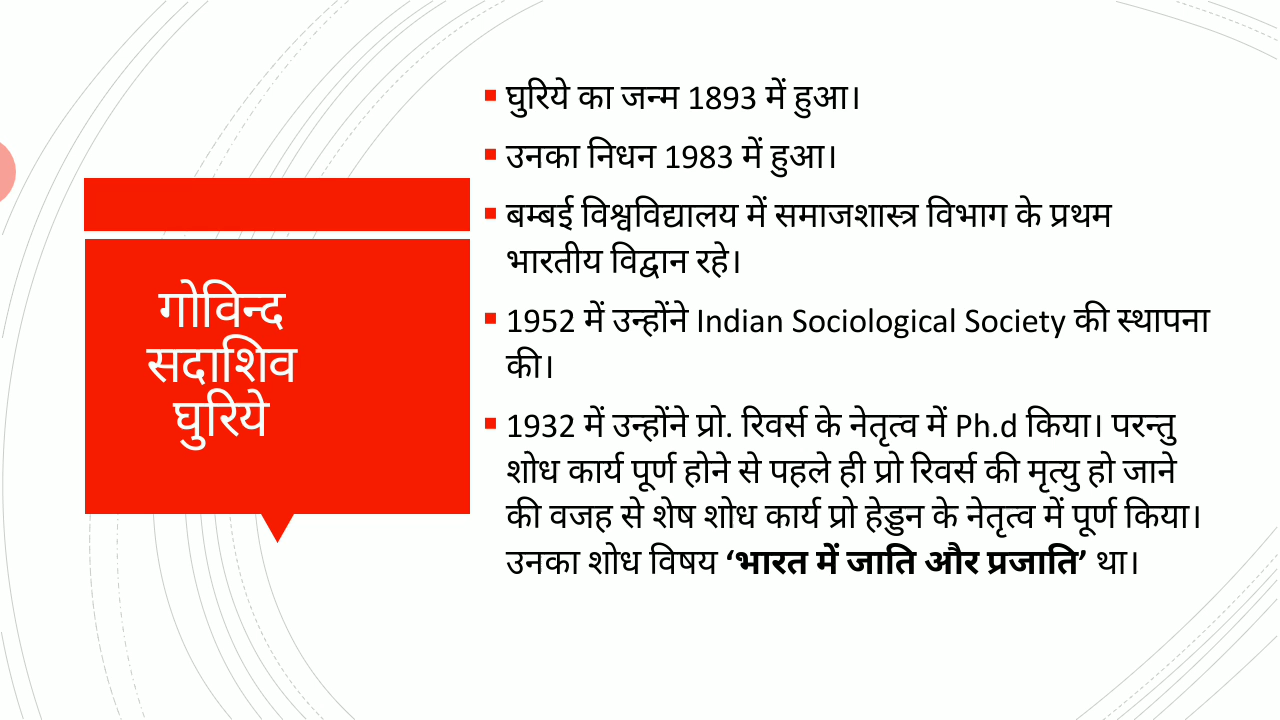 गोविन्द
सदाशिव
घुरिये
घुरिये का जन्म 1893 में हुआ।
उनका निधन 1983 में हुआ।
बम्बई विश्वविद्यालय में समाजशास्त्र विभाग के प्रथम
भारतीय विद्वान रहे।
1952 में उन्होंने Indian Sociological Society की स्थापना
की।
1932 में उन्होंने प्रो. रिवर्स के नेतृत्व में Ph.d किया। परन्तु
शोध कार्य पूर्ण होने से पहले ही प्रो रिवर्स की मृत्यु हो जाने
की वजह से शेष शोध कार्य प्रो हेड्डन के नेतृत्व में पूर्ण किया।
उनका शोध विषय ‘भारत में जाति और प्रजाति’ था।